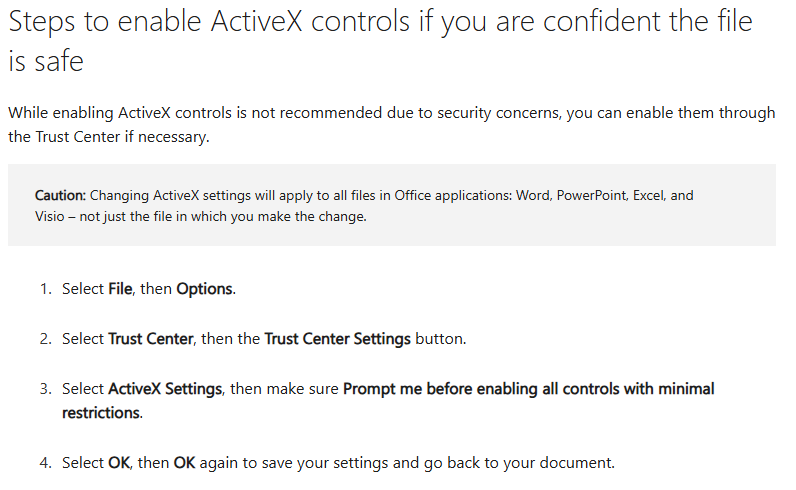 Steps to enable ActiveX controls if you are confident the file
is safe
While enabling ActiveX controls is not recommended due to security concerns, you can enable them through
the Trust Center if necessary.
Caution: Changing ActiveX settings will apply to all files in Office applications: Word, PowerPoint, Excel, and
Visio – not just the file in which you make the change.
1. Select File, then Options.
2. Select Trust Center, then the Trust Center Settings button.
3. Select ActiveX Settings, then make sure Prompt me before enabling all controls with minimal
restrictions.
4. Select OK, then OK again to save your settings and go back to your document.